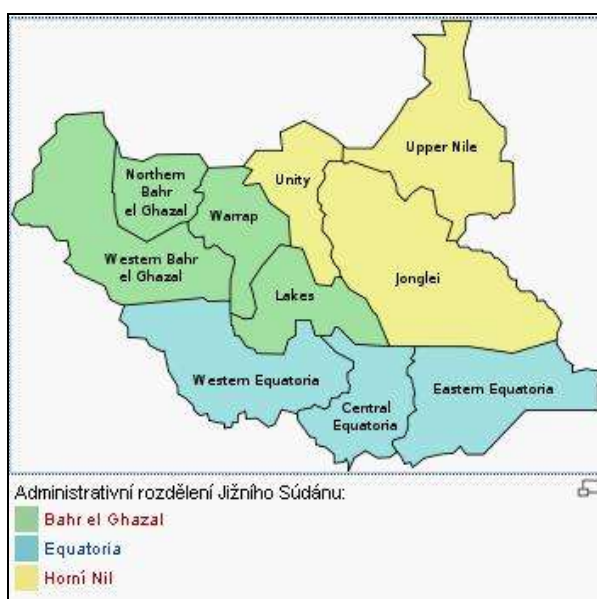 Upper Nile
Northern
Bahr
el Ghazal
Unity
Warrap
Western Bahr
el Ghazal
Lakes
Jonglei
Western Equatoria
Central
Equatoria
Eastern Equatoria
Administrativní rozdělení Jižního Súdánu:
Bahr el Ghazal
Equatoria
Horní Nil